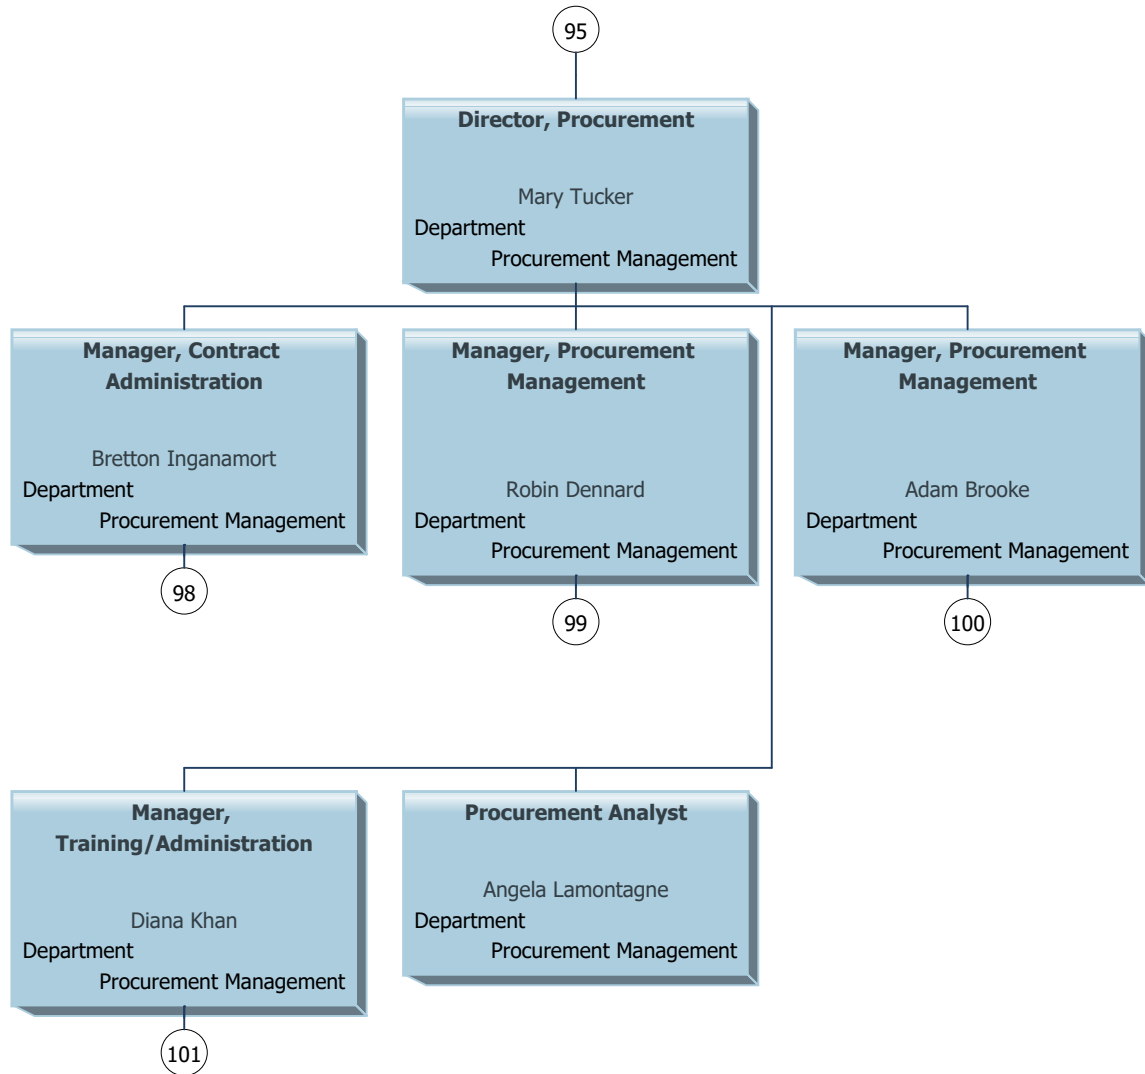 95
Director, Procurement
Mary Tucker
Department
Procurement Management
Manager, Contract
Administration
Bretton Inganamort
Department
Procurement Management
98
Manager, Procurement
Management
Robin Dennard
Department
Procurement Management
99
Manager, Procurement
Management
Adam Brooke
Department
Procurement Management
100
Manager,
Training/Administration
Diana Khan
Department
Procurement Management
101
Procurement Analyst
Angela Lamontagne
Department
Procurement Management